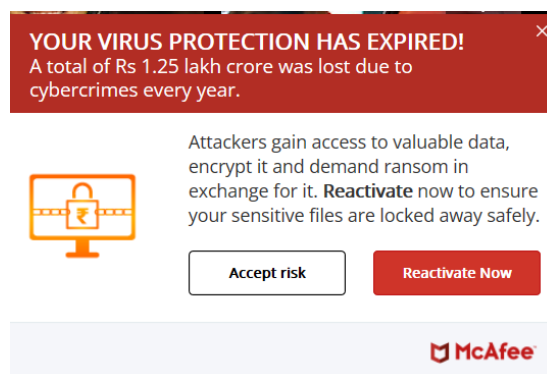 YOUR VIRUS PROTECTION HAS EXPIRED!
A total of Rs 1.25 lakh crore was lost due to
cybercrimes every year.
Attackers gain access to valuable data,
encrypt it and demand ransom in
exchange for it. Reactivate now to ensure
your sensitive files are locked away safely.
₹
Accept risk
Reactivate Now
McAfee